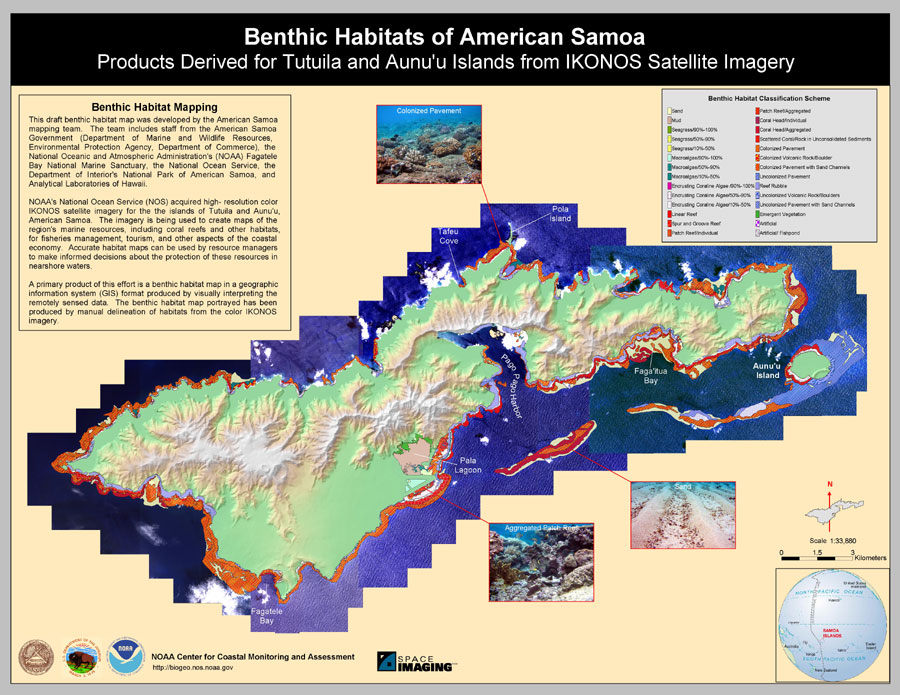 Benthic Habitats of American Samoa
Products Derived for Tutuila and Aunu'u Islands from IKONOS Satellite Imagery
Benthic Habitat Mapping
This draft benthic habitat map was developed by the American Samoa
mapping team. The team includes staff from the American Samoa
Government (Department of Marine and Wildlife Resources,
Environmental Protection Agency, Department of Commerce), the
National Oceanic and Atmospheric Administration's (NOAA) Fagatele
Bay National Marine Sanctuary, the National Ocean Service, the
Department of Interior's National Park of American Samoa, and
Analytical Laboratories of Hawaii.
NOAA's National Ocean Service (NOS) acquired high- resolution color
IKONOS satellite imagery for the the islands of Tutuila and Aunu'u,
American Samoa. The imagery is being used to create maps of the
region's marine resources, including coral reefs and other habitats,
for fisheries management, tourism, and other aspects of the coastal
economy. Accurate habitat maps can be used by resource managers
to make informed decisions about the protection of these resources in
nearshore waters.
A primary product of this effort is a benthic habitat map in a geographic
information system (GIS) format produced by visually interpreting the
remotely sensed data. The benthic habitat map portrayed has been
produced by manual delineation of habitats from the color IKONOS
imagery.
Colonized Pavement
Benthic Habitat Classification Scheme
Sand
Mud
Seagrass/90%-100%
Seagrass/50%-90%
Seagrass/10%-50%
Macroalgae/90%-100%
Macroalgae/50%-90%
Macroalgae/10%-50%
Encrusting Coraline Algae /90%-100%
Encrusting Coraline Algae/50%-90%
Encrusting Coraline Algae/10%-50%
Linear Reef
Spur and Groove Reef
Patch Reef/Individual
Patch Reef/Aggregated
Coral Head/Individual
Coral Head/Aggregated
Scattered Coral/Rock in Unconsolidated Sediments
Colonized Pavement
Colonized Volcanic Rock/Boulder
Colonized Pavement with Sand Channels
Uncolonized Pavement
Reef Rubble
Uncolonized Volcanic Rock/Boulders
Uncolonized Pavement with Sand Channels
Emergent Vegetation
Artificial
Artificial/ Fishpond
Pola
Island
Tafeu
Cove
Pago Pago Harbor
Faga'itua
Bay
Aunu'u
Island
Pala
Lagoon
Sand
Aggregated Patch Reef
Fagatele
Bay
N
Scale 1:33,880
0 1.5 3
Kilometers
NORTH PACIFIC OCEAN
SAMOA
ISLANDS
SOUTH PACIFIC OCEAN
Australia
New Zealand
NOAA
NOAA Center for Coastal Monitoring and Assessment
http://biogeo.nos.noaa.gov
SPACE
IMAGING